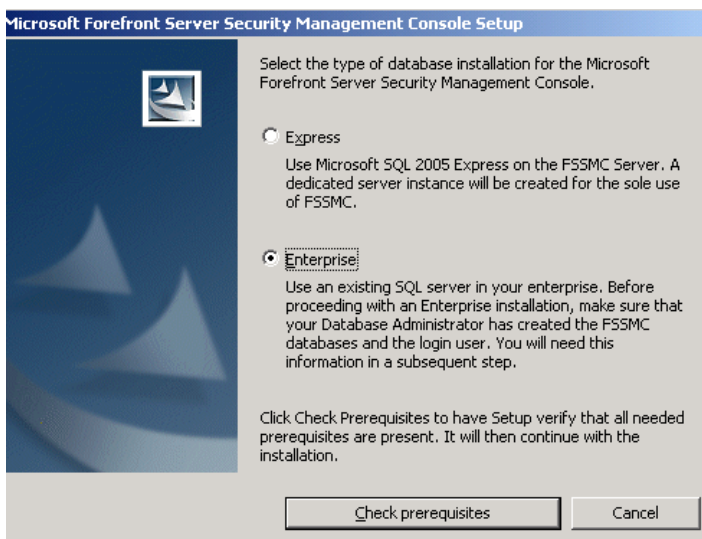 Microsoft Forefront Server Security Management Console Setup
Select the type of database installation for the Microsoft
Forefront Server Security Management Console.
Express
Use Microsoft SQL 2005 Express on the FSSMC Server. A
dedicated server instance will be created for the sole use
of FSSMC.
Enterprise
Use an existing SQL server in your enterprise. Before
proceeding with an Enterprise installation, make sure that
your Database Administrator has created the FSSMC
databases and the login user. You will need this
information in a subsequent step.
Click Check Prerequisites to have Setup verify that all needed
prerequisites are present. It will then continue with the
installation.
Check prerequisites
Cancel